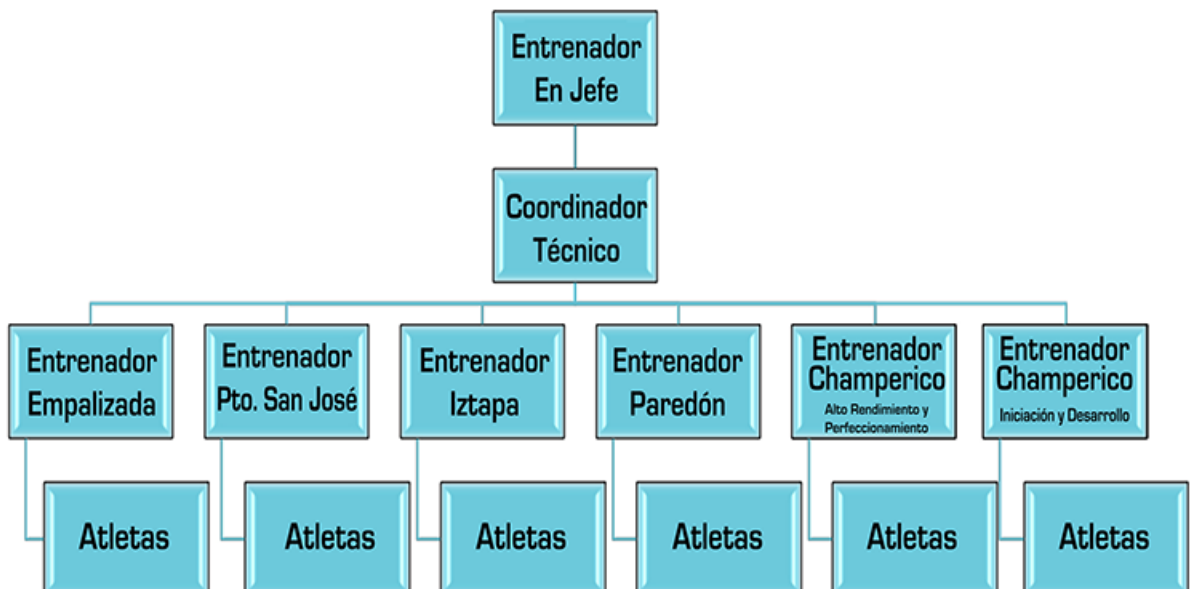 Entrenador
En Jefe
Coordinador
Técnico
Entrenador
Empalizada
Entrenador
Pto. San José
Entrenador
Iztapa
Entrenador
Paredón
Entrenador
Champerico
Alto Rendimiento y
Perfeccionamiento
Entrenador
Champerico
Iniciación y Desarrollo
Atletas
Atletas
Atletas
Atletas
Atletas
Atletas